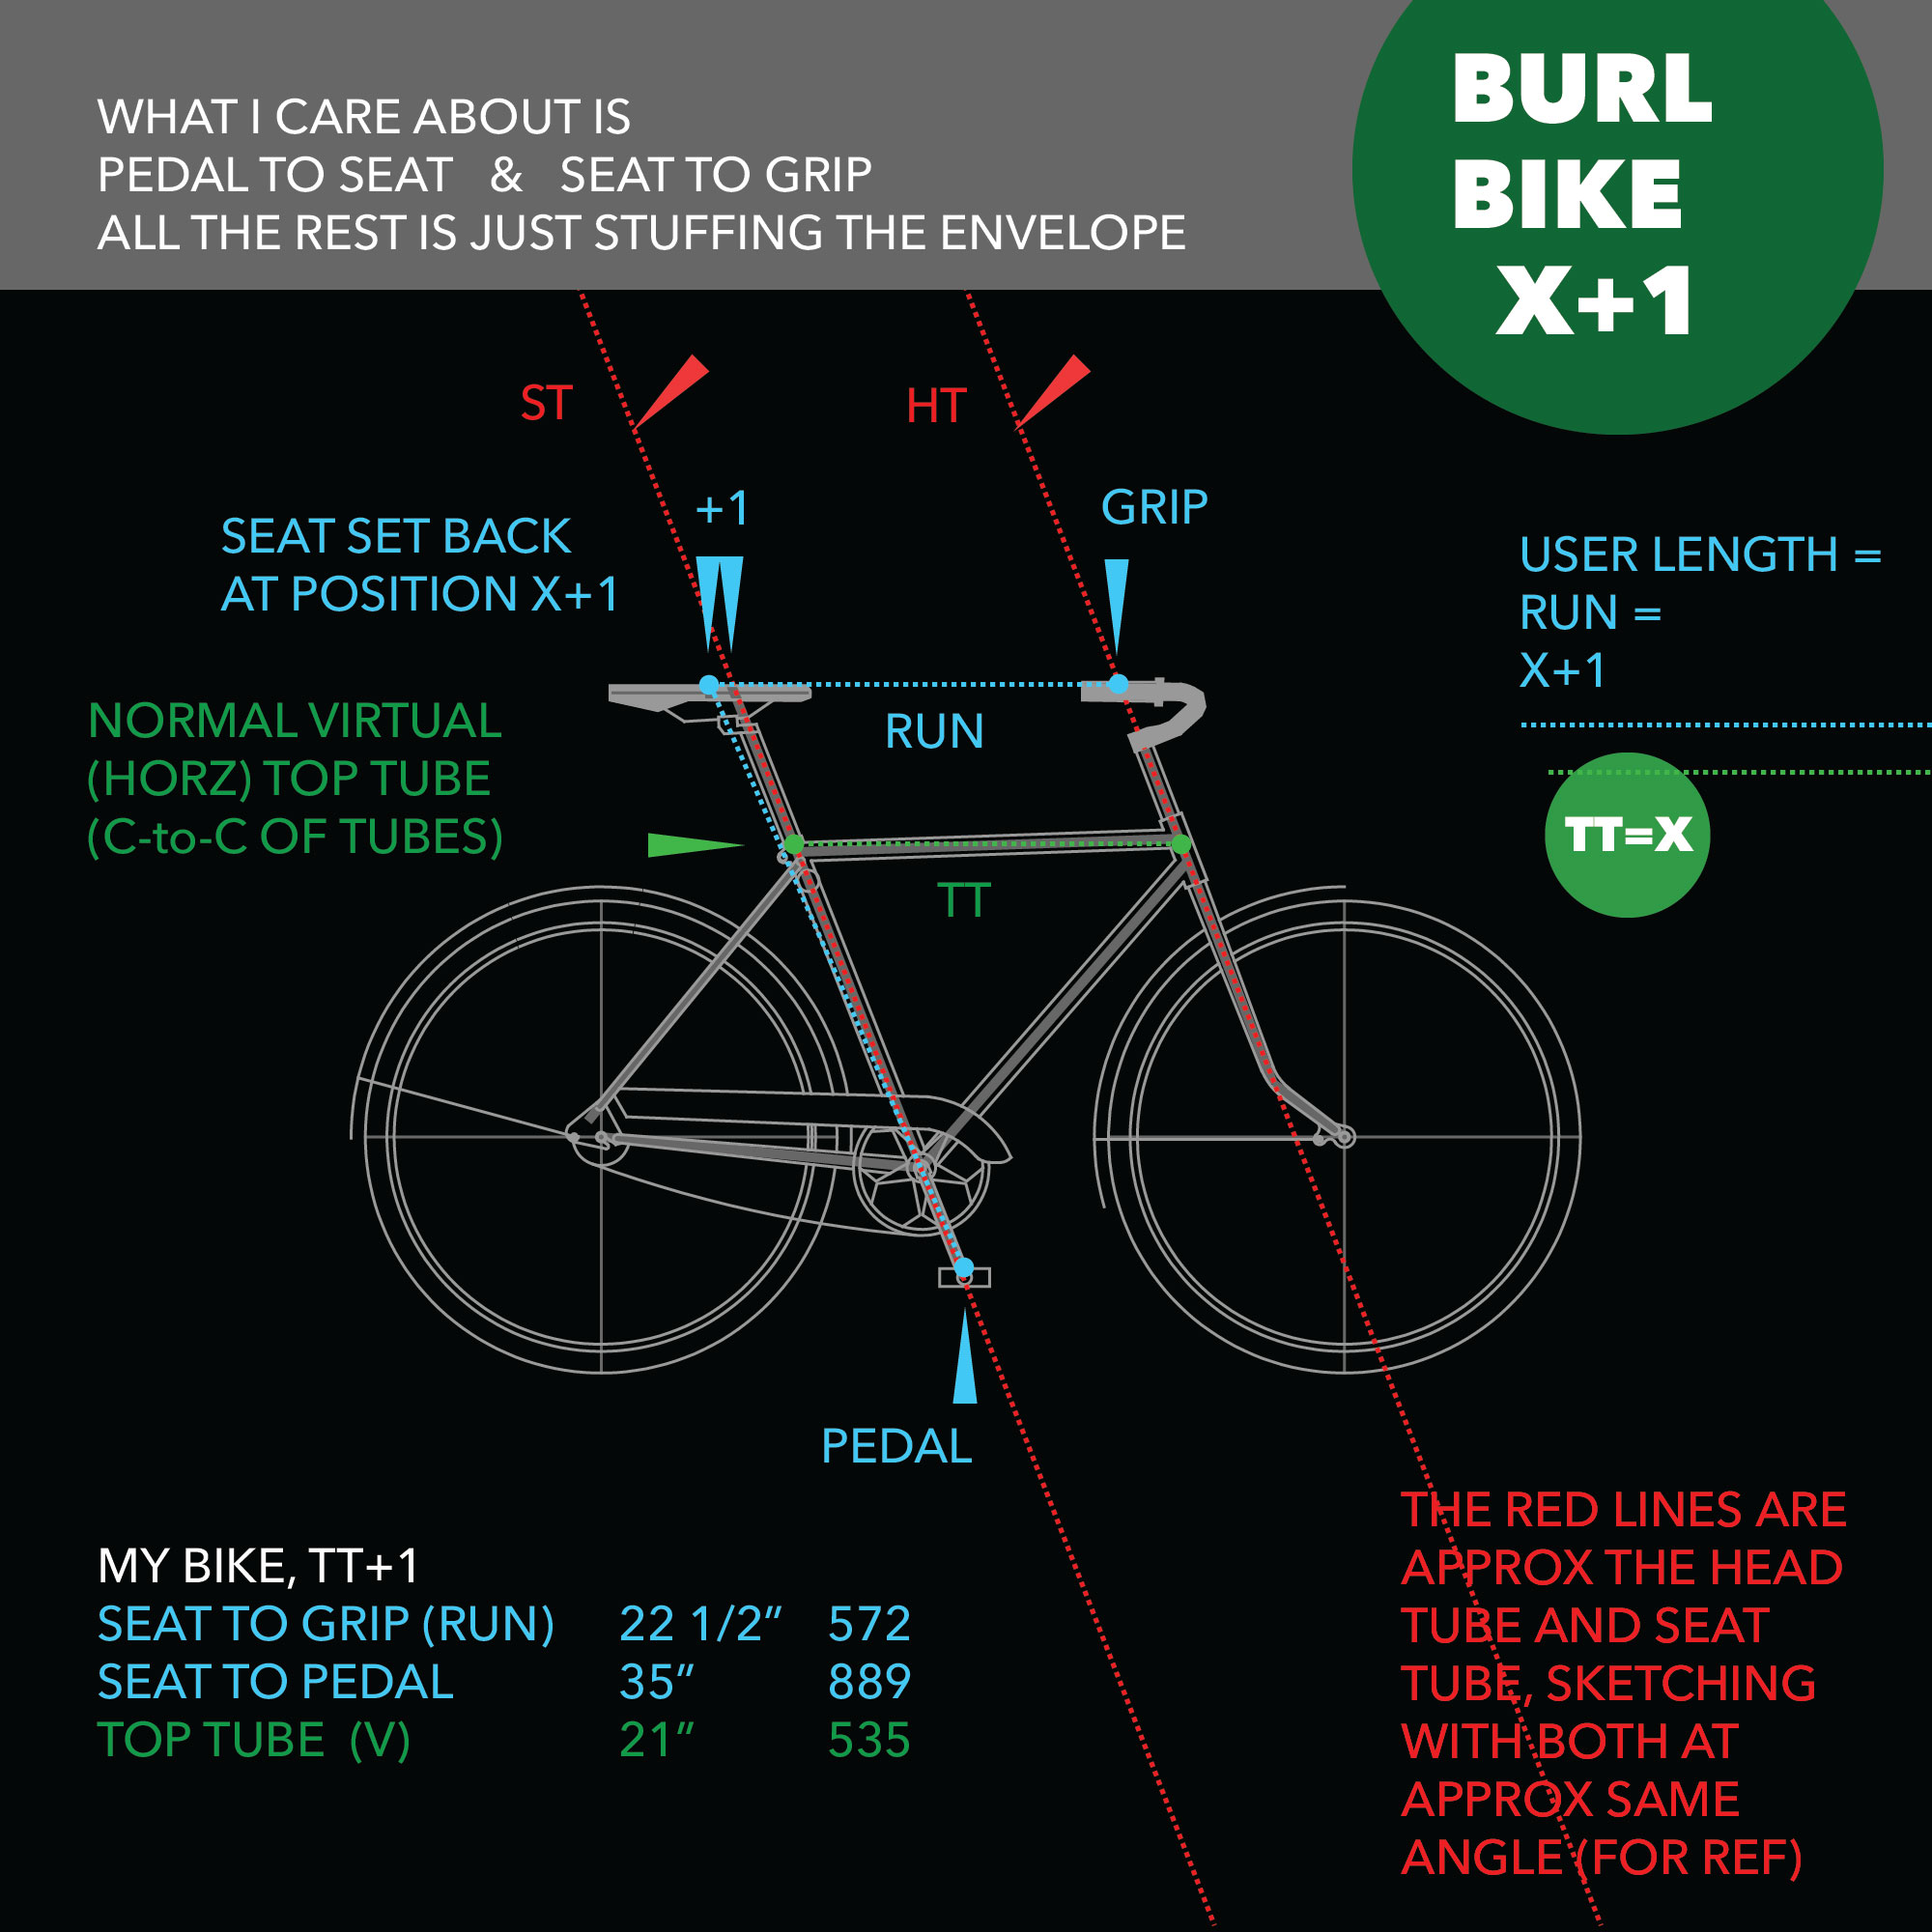 WHAT I CARE ABOUT IS
PEDAL TO SEAT & SEAT TO GRIP
ALL THE REST IS JUST STUFFING THE ENVELOPE
BURL
BIKE
X+1
ST
HT
+1
GRIP
SEAT SET BACK
AT POSITION X+1
USER LENGTH =
RUN =
X+1
NORMAL VIRTUAL
(HORZ) TOP TUBE
(C-to-C OF TUBES)
RUN
TT=X
TT
PEDAL
MY BIKE, TT+1
SEAT TO GRIP (RUN) 22 1/2" 572
SEAT TO PEDAL 35" 889
TOP TUBE (V) 21" 535
THE RED LINES ARE
APPROX THE HEAD
TUBE AND SEAT
TUBE, SKETCHING
WITH BOTH AT
APPROX SAME
ANGLE (FOR REF)